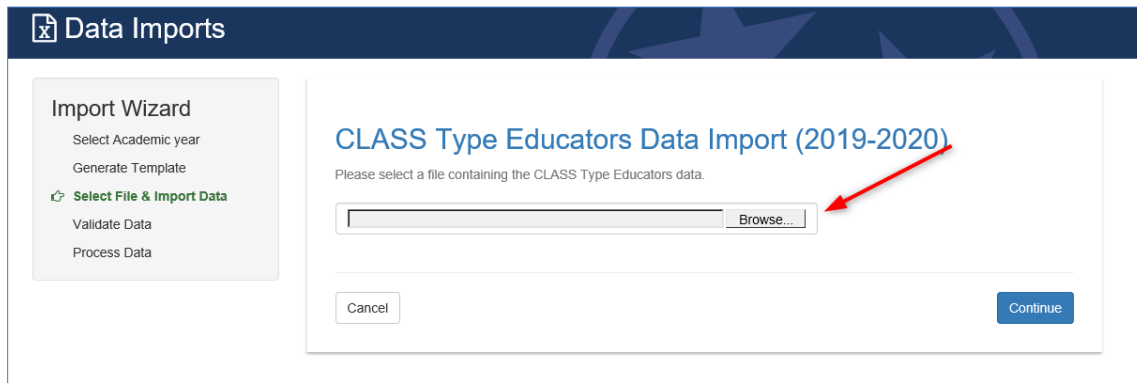 Data Imports
Import Wizard
Select Academic year
Generate Template
Select File & Import Data
Validate Data
Process Data
CLASS Type Educators Data Import (2019-2020)
Please select a file containing the CLASS Type Educators data.
Browse...
Cancel
Continue